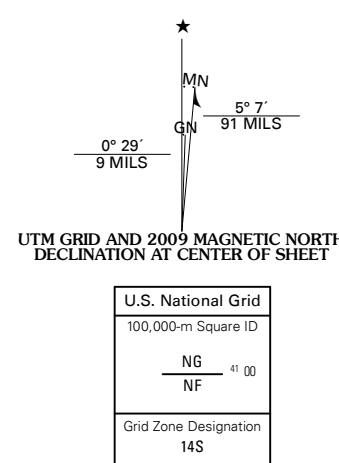 ★
MN
GN
5° 7´
91 MILS
0° 29´
9 MILS
UTM GRID AND 2009 MAGNETIC NORTH
DECLINATION AT CENTER OF SHEET
U.S. National Grid
100,000-m Square ID
NG
41 00
NF
Grid Zone Designation
14S